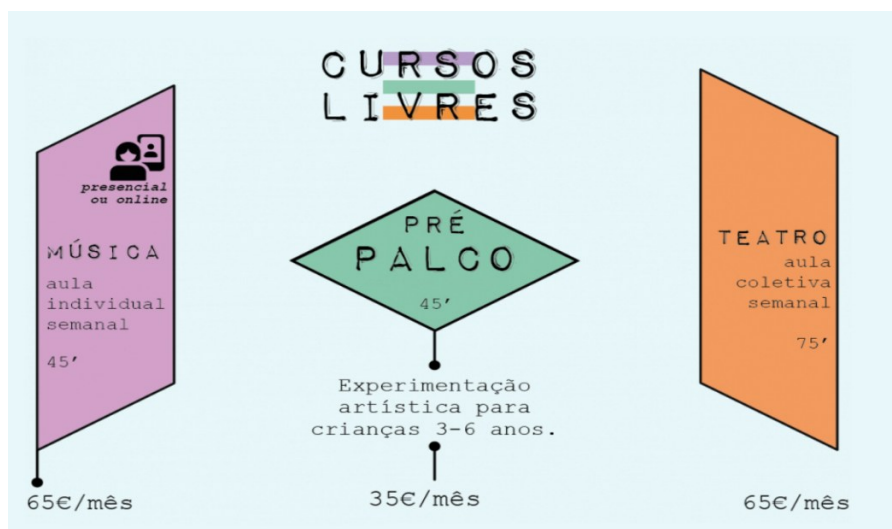 CURSOS
LIVRES
presencial
ou online
MÚSICA
aula
individual
semanal
45′
65€/mês
PRÉ
PALCO
45′
Experimentação
artística para
crianças 3-6 anos.
35€/mês
TEATRO
aula
coletiva
semanal
75′
65€/mês